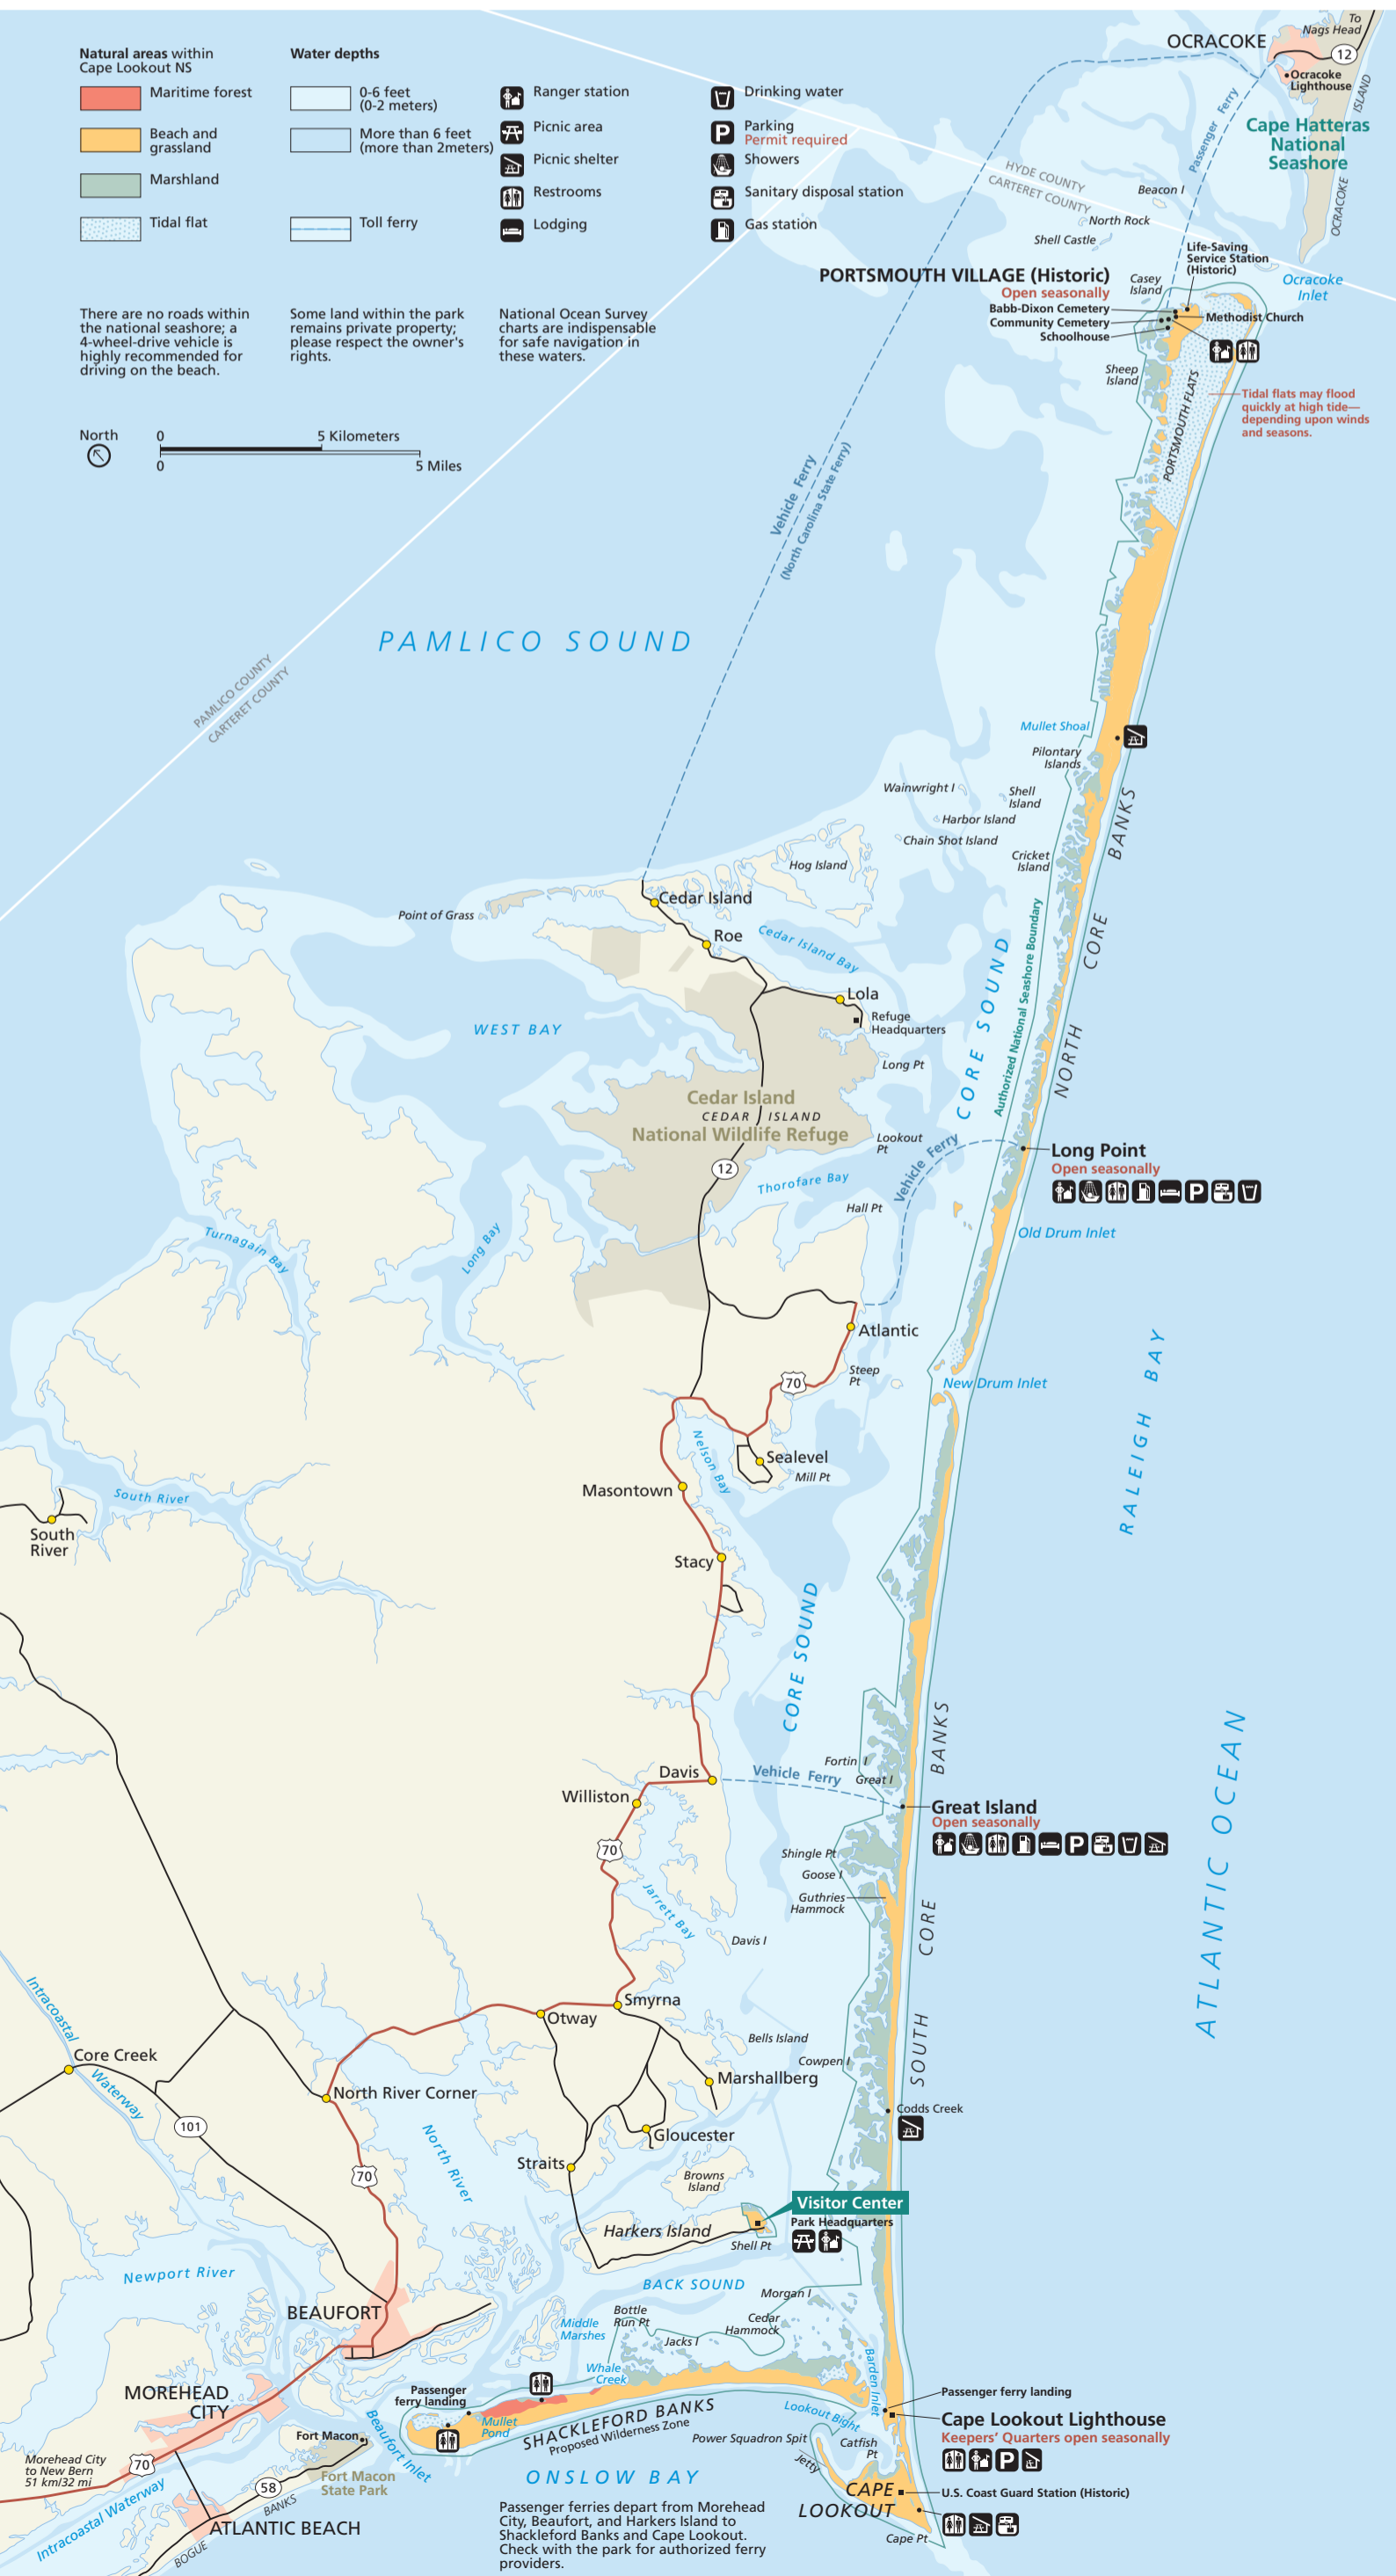 Natural areas within
Cape Lookout NS
Maritime forest
Beach and
grassland
Marshland
Tidal flat
Water depths
0-6 feet
(0-2 meters)
More than 6 feet
(more than 2meters)
Toll ferry
Ranger station
Picnic area
Picnic shelter
Restrooms
Lodging
Drinking water
Parking
Permit required
Showers
Sanitary disposal station
Gas station
There are no roads within
the national seashore; a
4-wheel-drive vehicle is
highly recommended for
driving on the beach.
Some land within the park
remains private property;
please respect the owner's
rights.
National Ocean Survey
charts are indispensable
for safe navigation in
these waters.
North
0
5 Kilometers
0
5 Miles
To
Nags Head
OCRACOKE
12
Ocracoke
Lighthouse
OCRACOKE ISLAND
Cape Hatteras
National
Seashore
Passenger Ferry
HYDE COUNTY
CARTERET COUNTY
Beacon I
North Rock
Shell Castle
Life-Saving
Service Station
(Historic)
Ocracoke
Inlet
PORTSMOUTH VILLAGE (Historic)
Open seasonally
Casey
Island
Babb-Dixon Cemetery
Community Cemetery
Schoolhouse
Methodist Church
Sheep
Island
PORTSMOUTH FLATS
Tidal flats may flood
quickly at high tide—
depending upon winds
and seasons.
Vehicle Ferry
(North Carolina State Ferry)
PAMLICO SOUND
PAMLICO COUNTY
CARTERET COUNTY
Mullet Shoal
Pilontary
Islands
Wainwright I
Shell
Island
Harbor Island
Chain Shot Island
Cricket
Island
Hog Island
NORTH CORE BANKS
Point of Grass
Cedar Island
Roe
Cedar Island Bay
Lola
Refuge
Headquarters
WEST BAY
Long Pt
CORE SOUND
Authorized National Seashore Boundary
Cedar Island
CEDAR ISLAND
National Wildlife Refuge
12
Lookout
Pt
Vehicle Ferry
Thorofare Bay
Hall Pt
Long Point
Open seasonally
Old Drum Inlet
Turnagain Bay
Long Bay
Atlantic
Steep
Pt
70
New Drum Inlet
RALEIGH BAY
Nelson Bay
Sealevel
Mill Pt
Masontown
South River
South
River
Stacy
CORE SOUND
Davis
Vehicle Ferry
Fortin I
Great I
Williston
70
Great Island
Open seasonally
SOUTH CORE BANKS
ATLANTIC OCEAN
Shingle Pt
Goose I
Guthries
Hammock
Jarrett Bay
Davis I
Smyrna
Otway
Bells Island
Cowpen I
Intracoastal Waterway
Core Creek
101
North River Corner
Marshallberg
Codds Creek
Gloucester
70
North River
Straits
Browns
Island
Visitor Center
Park Headquarters
Harkers Island
Shell Pt
Newport River
BACK SOUND
Morgan I
BEAUFORT
Bottle
Run Pt
Middle
Marshes
Cedar
Hammock
Jacks I
Whale
Creek
Barden Inlet
MOREHEAD
CITY
Passenger
ferry landing
Mullet
Pond
SHACKLEFORD BANKS
Proposed Wilderness Zone
Lookout Bight
Passenger ferry landing
Cape Lookout Lighthouse
Keepers' Quarters open seasonally
Power Squadron Spit
Catfish
Pt
Jetty
Fort Macon
Beaufort Inlet
Morehead City
to New Bern
51 km/32 mi
70
Fort Macon
State Park
58
Intracoastal Waterway
BOGUE BANKS
ATLANTIC BEACH
ONSLOW BAY
CAPE
LOOKOUT
U.S. Coast Guard Station (Historic)
Cape Pt
Passenger ferries depart from Morehead
City, Beaufort, and Harkers Island to
Shackleford Banks and Cape Lookout.
Check with the park for authorized ferry
providers.